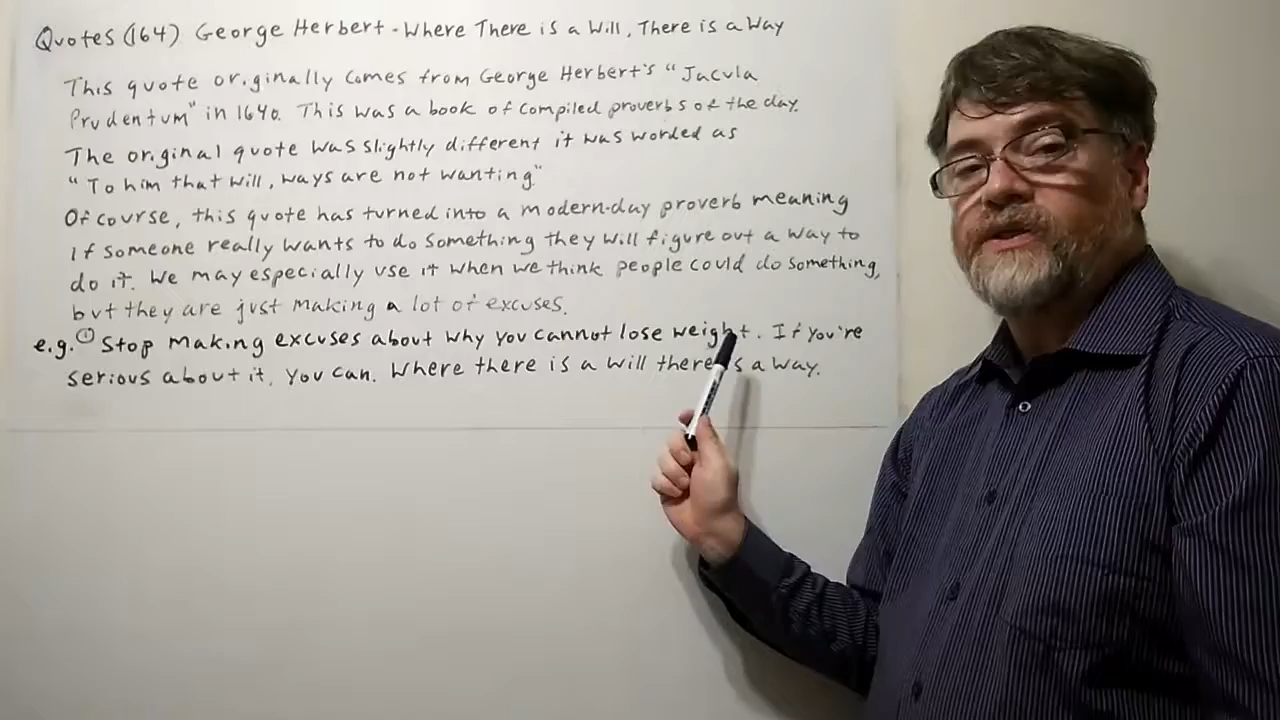 Quotes (164) George Herbert - Where There is a Will, There is a Way
This quote originally comes from George Herbert's "Jacula
Prudentum" in 1640. This was a book of compiled proverbs of the day.
The original quote was slightly different it was worded as
"To him that will, ways are not wanting"
Of course, this quote has turned into a modern-day proverb meaning
if someone really wants to do something they will figure out a way to
do it. We may especially use it when we think people could do something,
but they are just making a lot of excuses.
e.g. ① Stop making excuses about why you cannot lose weight. If you're
serious about it, you can. Where there is a will there is a way.